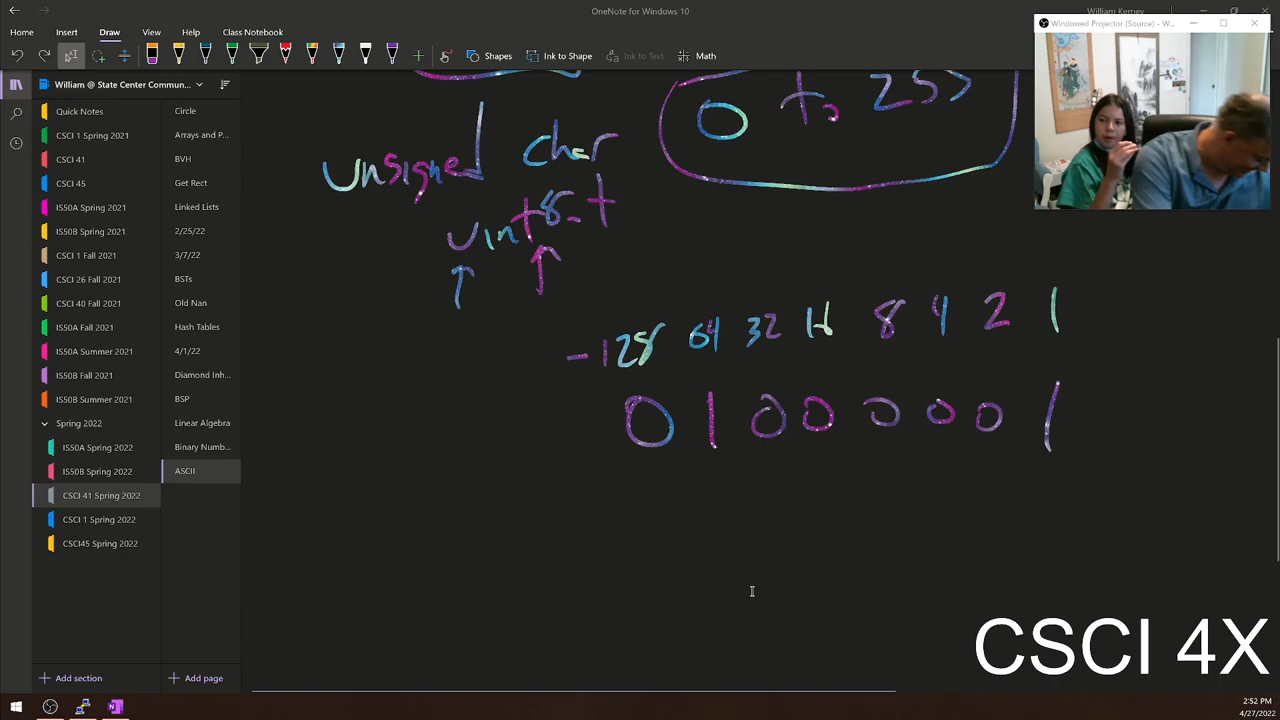 OneNote for Windows 10
William Kerney
Windowed Projector (Source) - W...
Home Insert Draw View Help Class Notebook
Shapes Ink to Shape Ink to Text Math
William @ State Center Commun...
Quick Notes
CSCI 1 Spring 2021
CSCI 41
CSCI 45
IS50A Spring 2021
IS50B Spring 2021
CSCI 1 Fall 2021
CSCI 26 Fall 2021
CSCI 40 Fall 2021
IS50A Fall 2021
IS50A Summer 2021
IS50B Fall 2021
IS50B Summer 2021
Spring 2022
IS50A Spring 2022
IS50B Spring 2022
CSCI 41 Spring 2022
CSCI 1 Spring 2022
CSCI45 Spring 2022
Add section
Circle
Arrays and P...
BVH
Get Rect
Linked Lists
2/25/22
3/7/22
BSTs
Old Nan
Hash Tables
4/1/22
Diamond Inh...
BSP
Linear Algebra
Binary Numb...
ASCII
Add page
0 to 255
unsigned char
uint8_t
-128 64 32 16 8 4 2 1
0 1 0 0 0 0 0 1
CSCI 4X
2:52 PM
4/27/2022